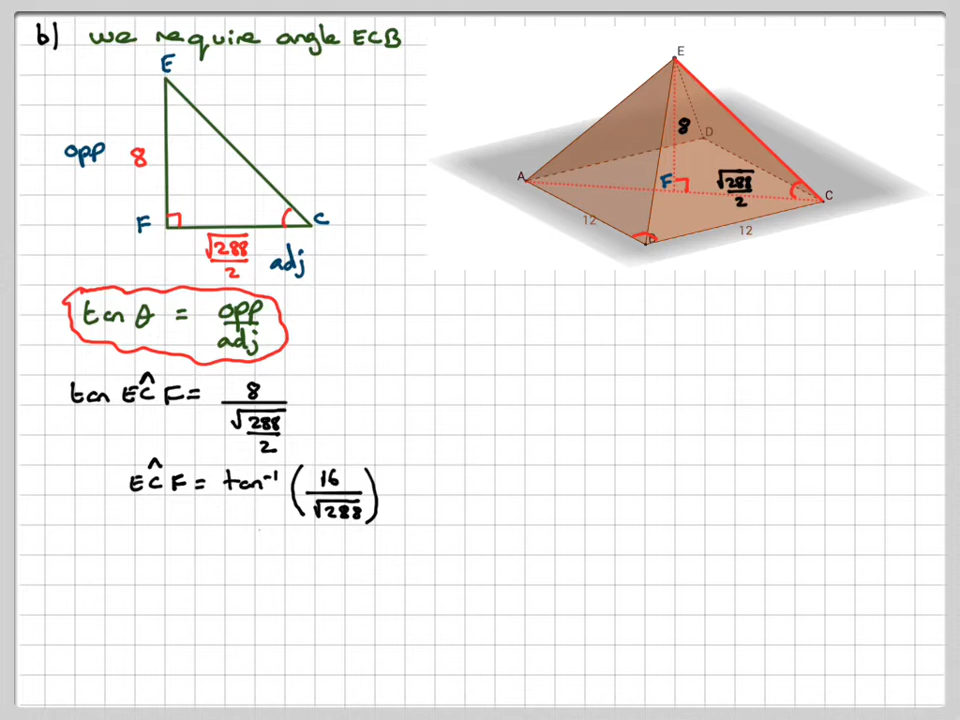 b) we require angle ECB
E
opp 8
F
C
√288/2
adj
tan θ = opp/adj
tan EĈF = 8/(√288/2)
EĈF = tan⁻¹ (16/√288)
E
8
D
A
F
√288/2
C
12
B
12